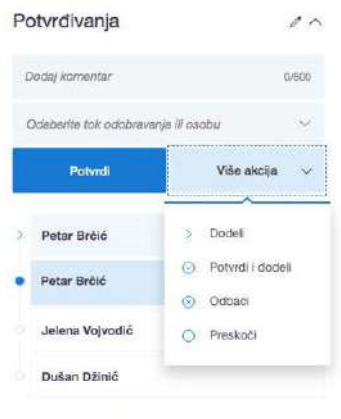 Potvrđivanja
Dodaj komentar 0/500
Odeberite tok odobravanja ili osobu
Potvrdi Više akcija
Petar Brčić
Dodeli
Petar Brčić
Potvrdi i dodeli
Odbaci
Jelena Vojvodić
Preskoči
Dušan Džinić